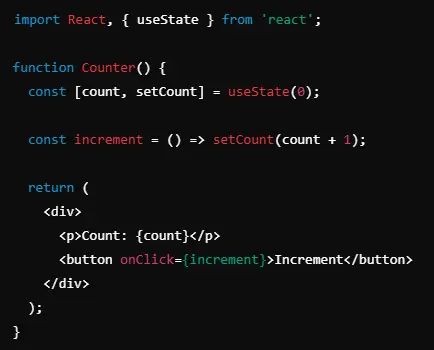 import React, { useState } from 'react';
function Counter() {
  const [count, setCount] = useState(0);
  const increment = () => setCount(count + 1);
  return (
    <div>
      <p>Count: {count}</p>
      <button onClick={increment}>Increment</button>
    </div>
  );
}